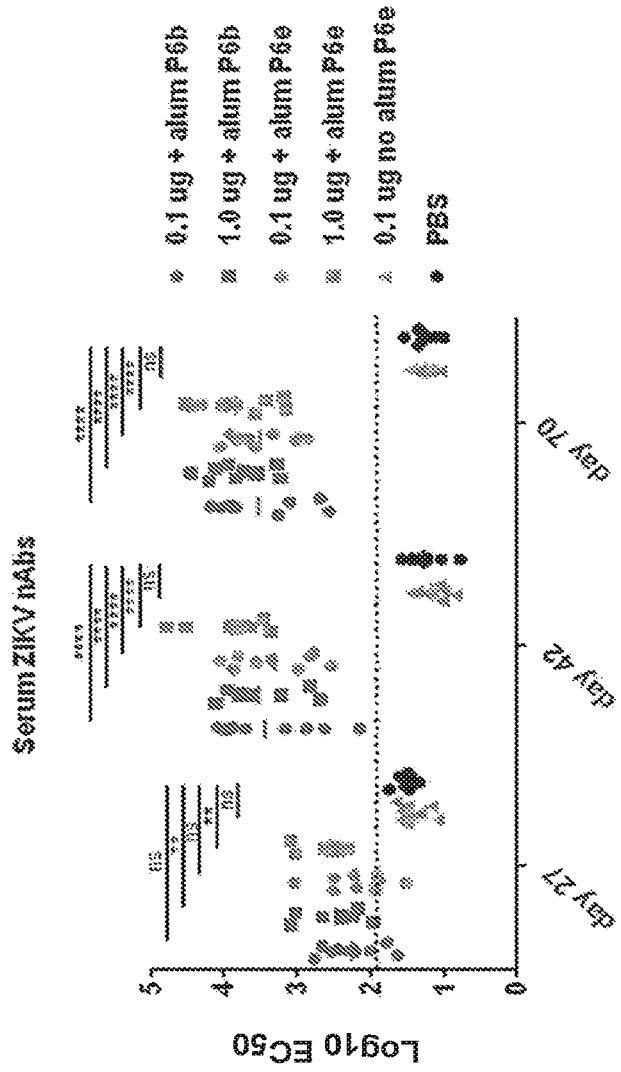 Serum ZIKV nAbs
Log10 EC50
5
4
3
2
1
0
ns
**
ns
**
ns
****
****
****
****
ns
****
****
****
****
ns
day 27
day 42
day 70
0.1 ug + alum P6b
1.0 ug + alum P6b
0.1 ug + alum P6e
1.0 ug + alum P6e
0.1 ug no alum P6e
PBS